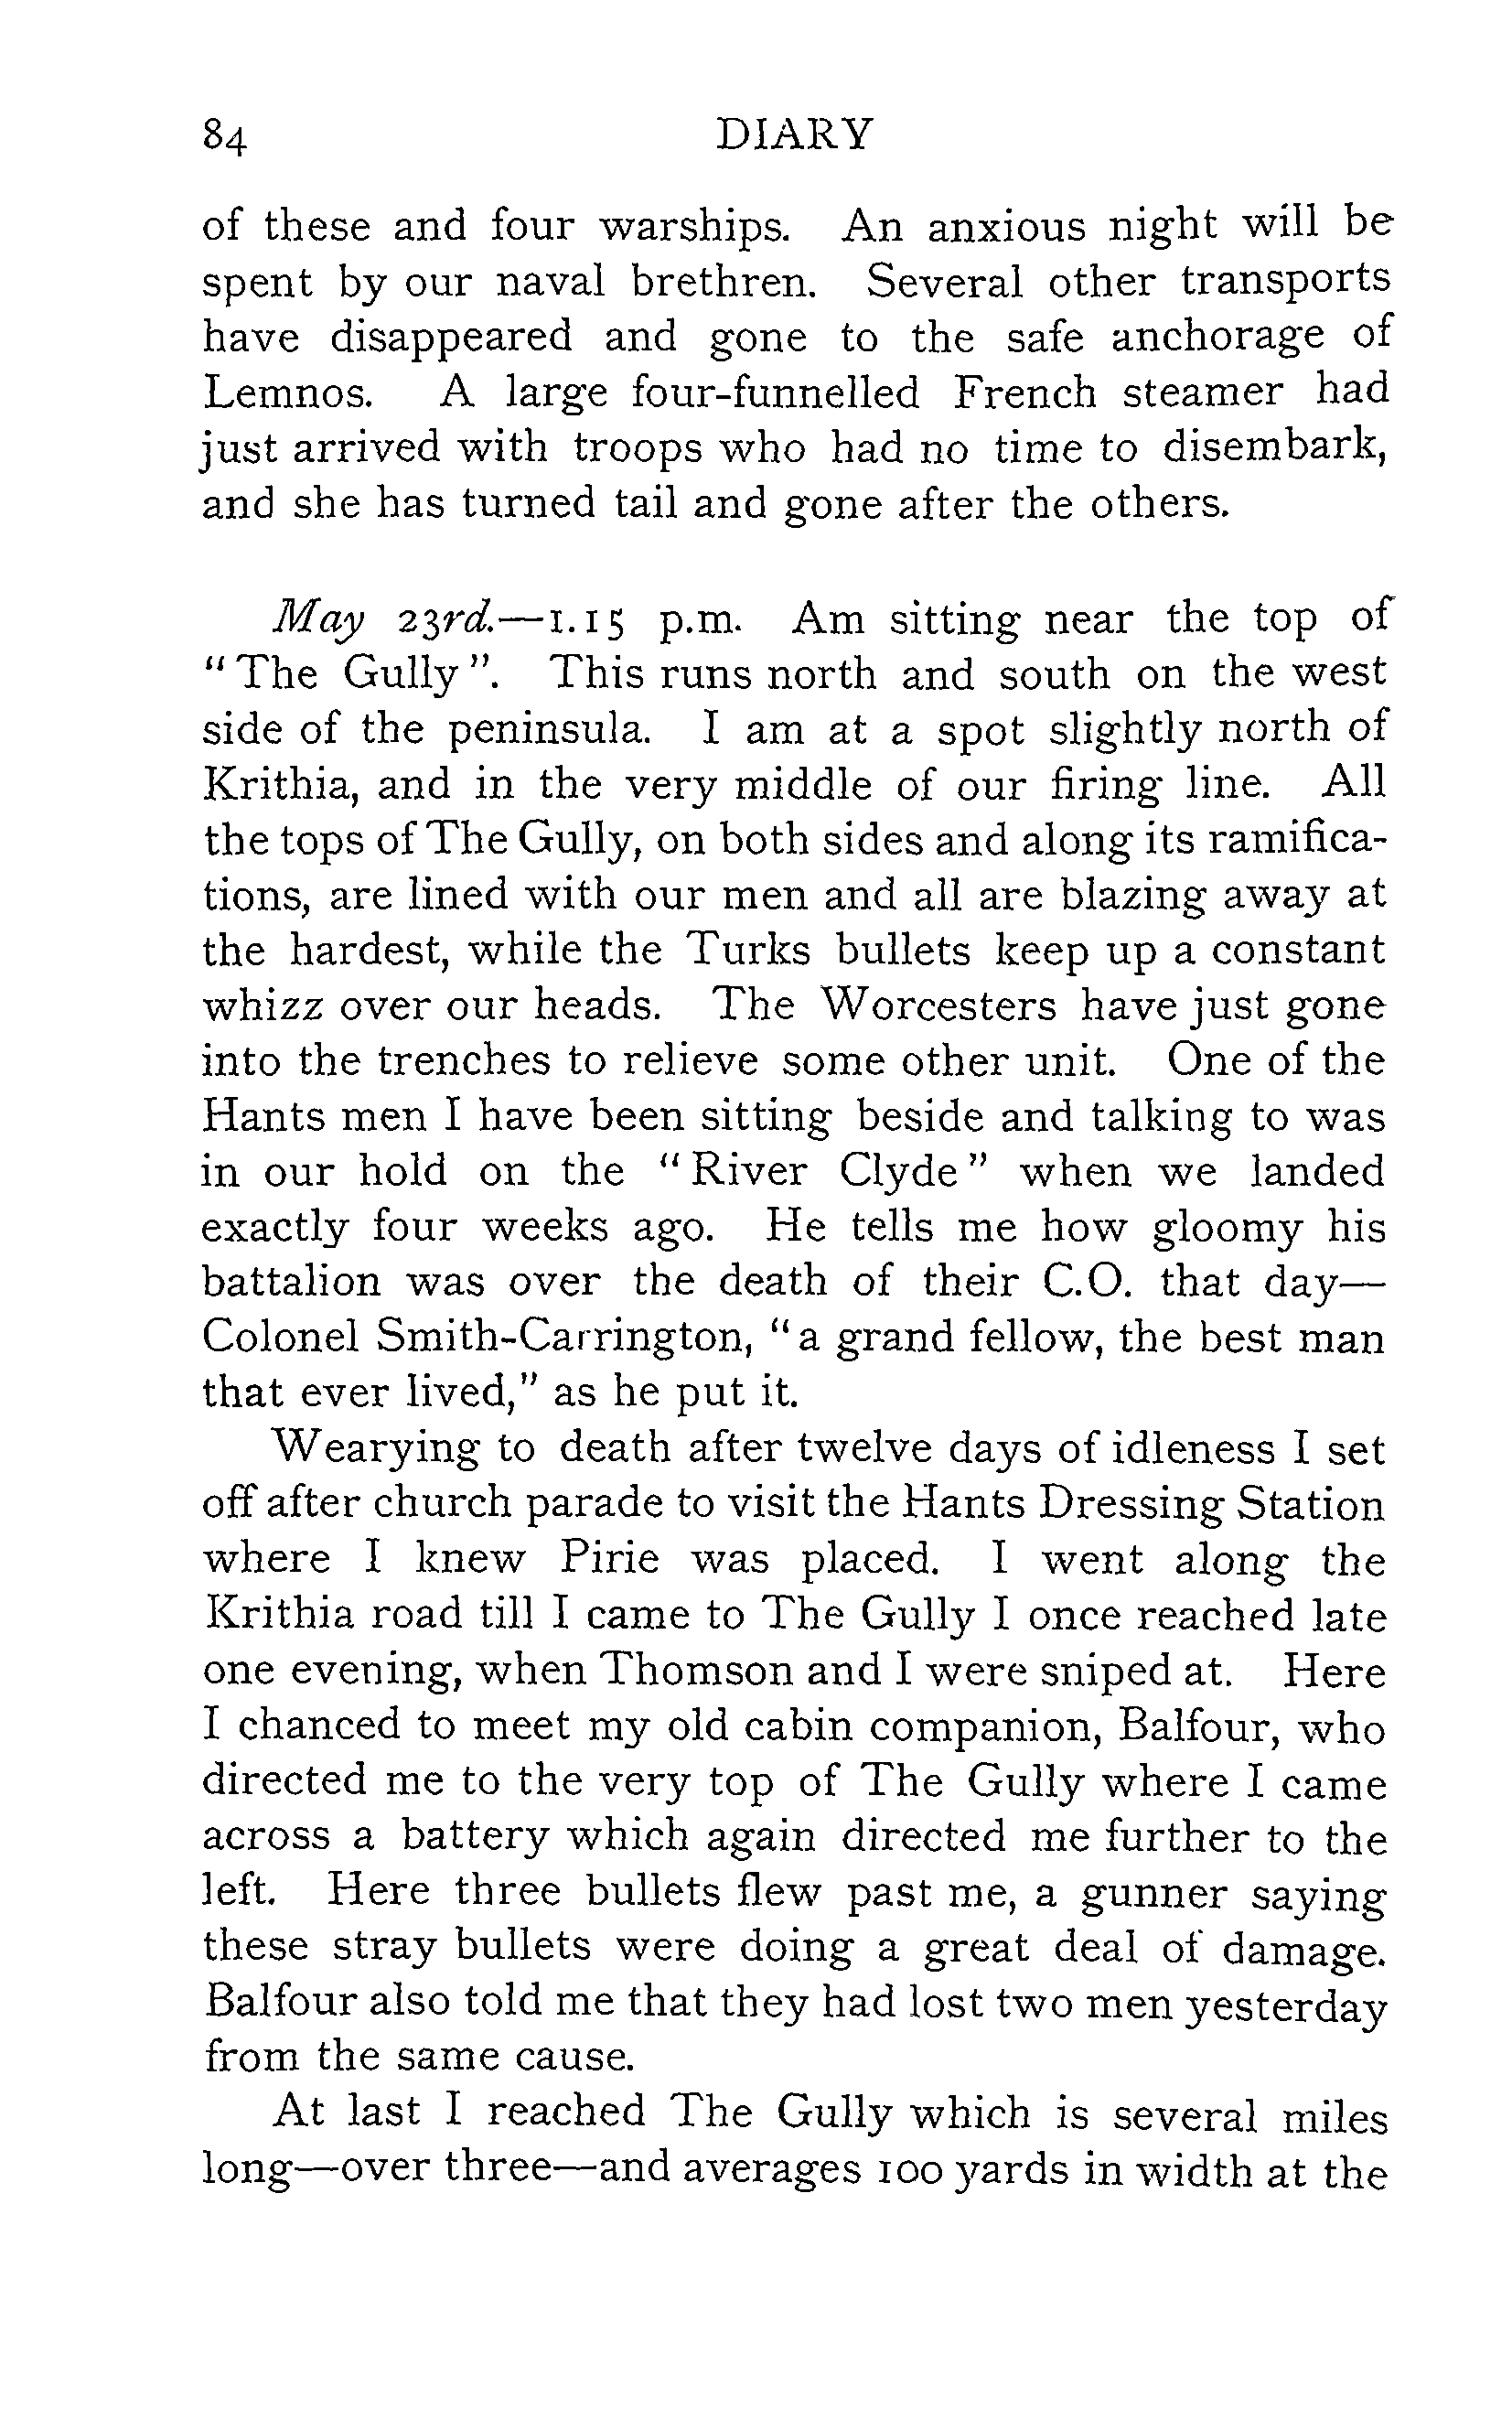 84 DIARY
of these and four warships. An anxious night will be
spent by our naval brethren. Several other transports
have disappeared and gone to the safe anchorage of
Lemnos. A large four-funnelled French steamer had
just arrived with troops who had no time to disembark,
and she has turned tail and gone after the others.
May 23rd.—1.15 p.m. Am sitting near the top of
"The Gully". This runs north and south on the west
side of the peninsula. I am at a spot slightly north of
Krithia, and in the very middle of our firing line. All
the tops of The Gully, on both sides and along its ramifica-
tions, are lined with our men and all are blazing away at
the hardest, while the Turks bullets keep up a constant
whizz over our heads. The Worcesters have just gone
into the trenches to relieve some other unit. One of the
Hants men I have been sitting beside and talking to was
in our hold on the "River Clyde" when we landed
exactly four weeks ago. He tells me how gloomy his
battalion was over the death of their C.O. that day—
Colonel Smith-Carrington, "a grand fellow, the best man
that ever lived," as he put it.
Wearying to death after twelve days of idleness I set
off after church parade to visit the Hants Dressing Station
where I knew Pirie was placed. I went along the
Krithia road till I came to The Gully I once reached late
one evening, when Thomson and I were sniped at. Here
I chanced to meet my old cabin companion, Balfour, who
directed me to the very top of The Gully where I came
across a battery which again directed me further to the
left. Here three bullets flew past me, a gunner saying
these stray bullets were doing a great deal of damage.
Balfour also told me that they had lost two men yesterday
from the same cause.
At last I reached The Gully which is several miles
long—over three—and averages 100 yards in width at the